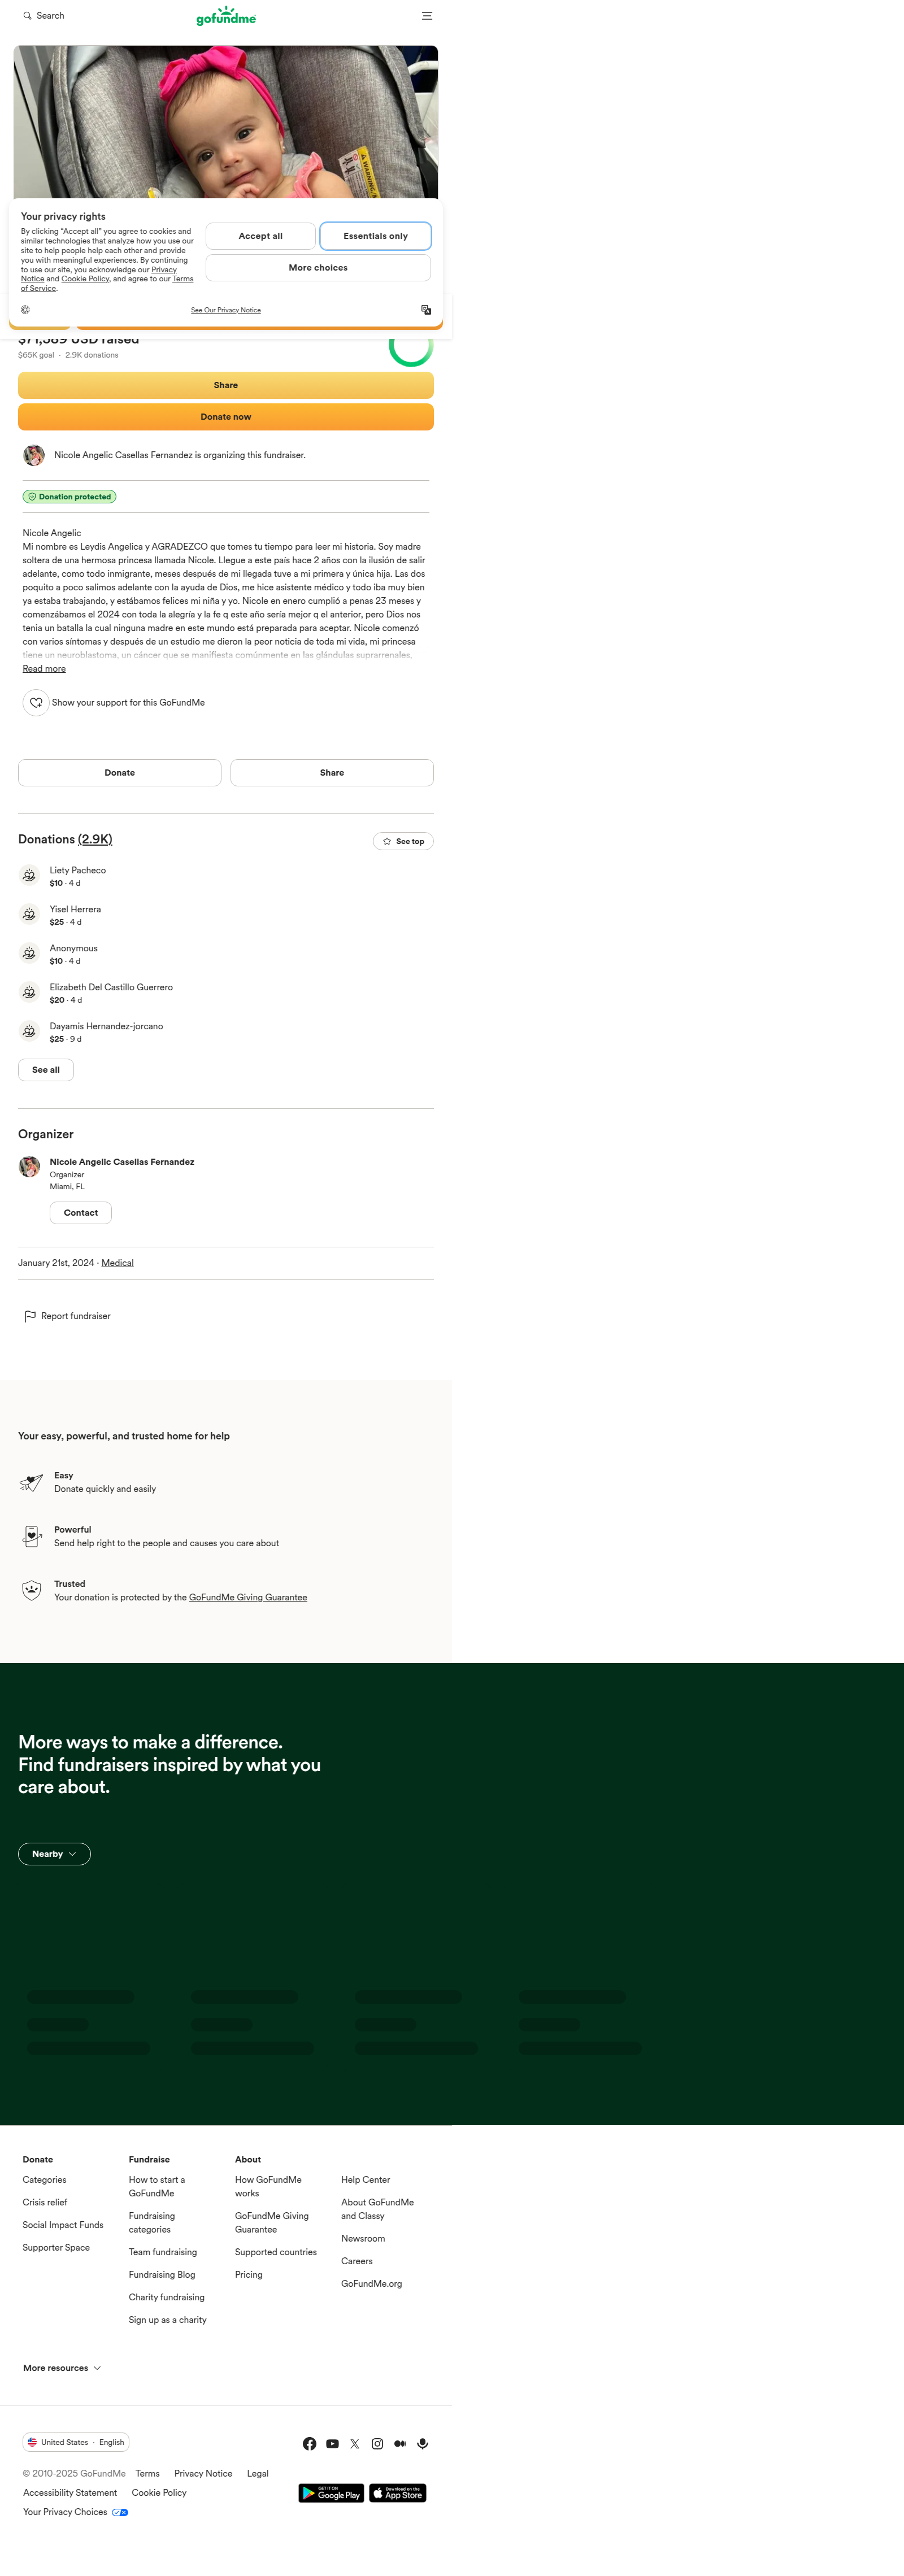 Search
gofundme
WARNING
Your privacy rights
By clicking “Accept all” you agree to cookies and
similar technologies that analyze how you use our
site to help people help each other and provide
you with meaningful experiences. By continuing
to use our site, you acknowledge our Privacy
Notice and Cookie Policy, and agree to our Terms
of Service.
Accept all
Essentials only
More choices
See Our Privacy Notice
USD raised
$65K goal · 2.9K donations
Share
Donate now
Nicole Angelic Casellas Fernandez is organizing this fundraiser.
Donation protected
Nicole Angelic
Mi nombre es Leydis Angelica y AGRADEZCO que tomes tu tiempo para leer mi historia. Soy madre
soltera de una hermosa princesa llamada Nicole. Llegue a este país hace 2 años con la ilusión de salir
adelante, como todo inmigrante, meses después de mi llegada tuve a mi primera y única hija. Las dos
poquito a poco salimos adelante con la ayuda de Dios, me hice asistente médico y todo iba muy bien
ya estaba trabajando, y estábamos felices mi niña y yo. Nicole en enero cumplió a penas 23 meses y
comenzábamos el 2024 con toda la alegría y la fe q este año sería mejor q el anterior, pero Dios nos
tenia un batalla la cual ninguna madre en este mundo está preparada para aceptar. Nicole comenzó
con varios síntomas y después de un estudio me dieron la peor noticia de toda mi vida, mi princesa
tiene un neuroblastoma, un cáncer que se manifiesta comúnmente en las glándulas suprarrenales,
Read more
Show your support for this GoFundMe
Donate
Share
Donations (2.9K)
See top
Liety Pacheco
$10 · 4 d
Yisel Herrera
$25 · 4 d
Anonymous
$10 · 4 d
Elizabeth Del Castillo Guerrero
$20 · 4 d
Dayamis Hernandez-jorcano
$25 · 9 d
See all
Organizer
Nicole Angelic Casellas Fernandez
Organizer
Miami, FL
Contact
January 21st, 2024 · Medical
Report fundraiser
Your easy, powerful, and trusted home for help
Easy
Donate quickly and easily
Powerful
Send help right to the people and causes you care about
Trusted
Your donation is protected by the GoFundMe Giving Guarantee
More ways to make a difference.
Find fundraisers inspired by what you
care about.
Nearby
Donate
Categories
Crisis relief
Social Impact Funds
Supporter Space
Fundraise
How to start a
GoFundMe
Fundraising
categories
Team fundraising
Fundraising Blog
Charity fundraising
Sign up as a charity
About
How GoFundMe
works
GoFundMe Giving
Guarantee
Supported countries
Pricing
Help Center
About GoFundMe
and Classy
Newsroom
Careers
GoFundMe.org
More resources
United States · English
© 2010-2025 GoFundMe
Terms
Privacy Notice
Legal
Accessibility Statement
Cookie Policy
Your Privacy Choices
GET IT ON
Google Play
Download on the
App Store